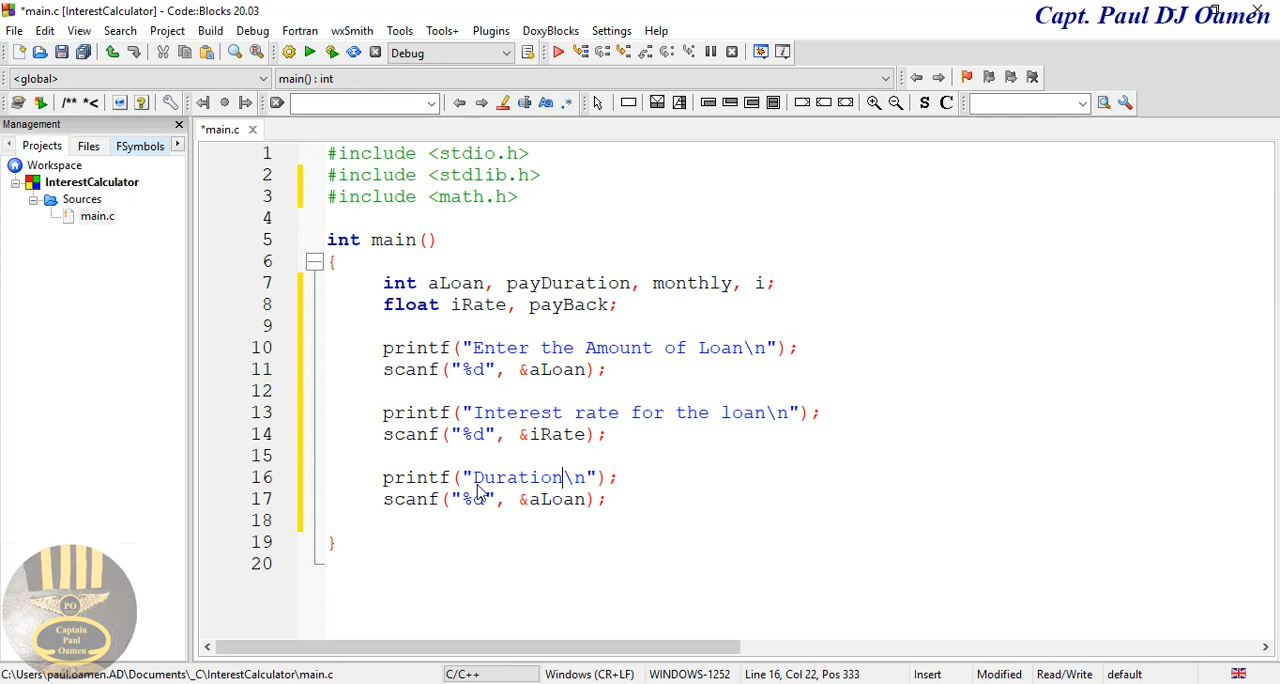 *main.c [InterestCalculator] - Code::Blocks 20.03
Capt. Paul DJ Oamen
File Edit View Search Project Build Debug Fortran wxSmith Tools Tools+ Plugins DoxyBlocks Settings Help
Debug
<global> main() : int
/** *<
S C
Management
*main.c
Projects Files FSymbols
Workspace
InterestCalculator
Sources
main.c
1 #include <stdio.h>
2 #include <stdlib.h>
3 #include <math.h>
4
5 int main()
6 {
7 int aLoan, payDuration, monthly, i;
8 float iRate, payBack;
9
10 printf("Enter the Amount of Loan\n");
11 scanf("%d", &aLoan);
12
13 printf("Interest rate for the loan\n");
14 scanf("%d", &iRate);
15
16 printf("Duration\n");
17 scanf("%d", &aLoan);
18
19 }
20
PO
Captain
Paul
Oamen
C:\Users\paul.oamen.AD\Documents\_C\InterestCalculator\main.c C/C++ Windows (CR+LF) WINDOWS-1252 Line 16, Col 22, Pos 333 Insert Modified Read/Write default